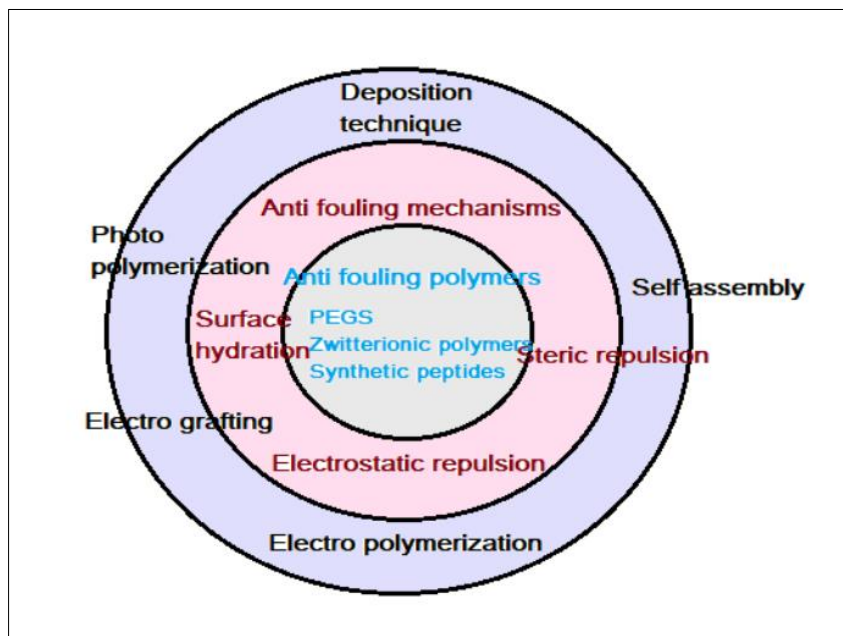 Deposition
technique
Anti fouling mechanisms
Photo
polymerization
Anti fouling polymers
Self assembly
Surface
hydration
PEGS
Zwitterionic polymers
Synthetic peptides
Steric repulsion
Electro grafting
Electrostatic repulsion
Electro polymerization